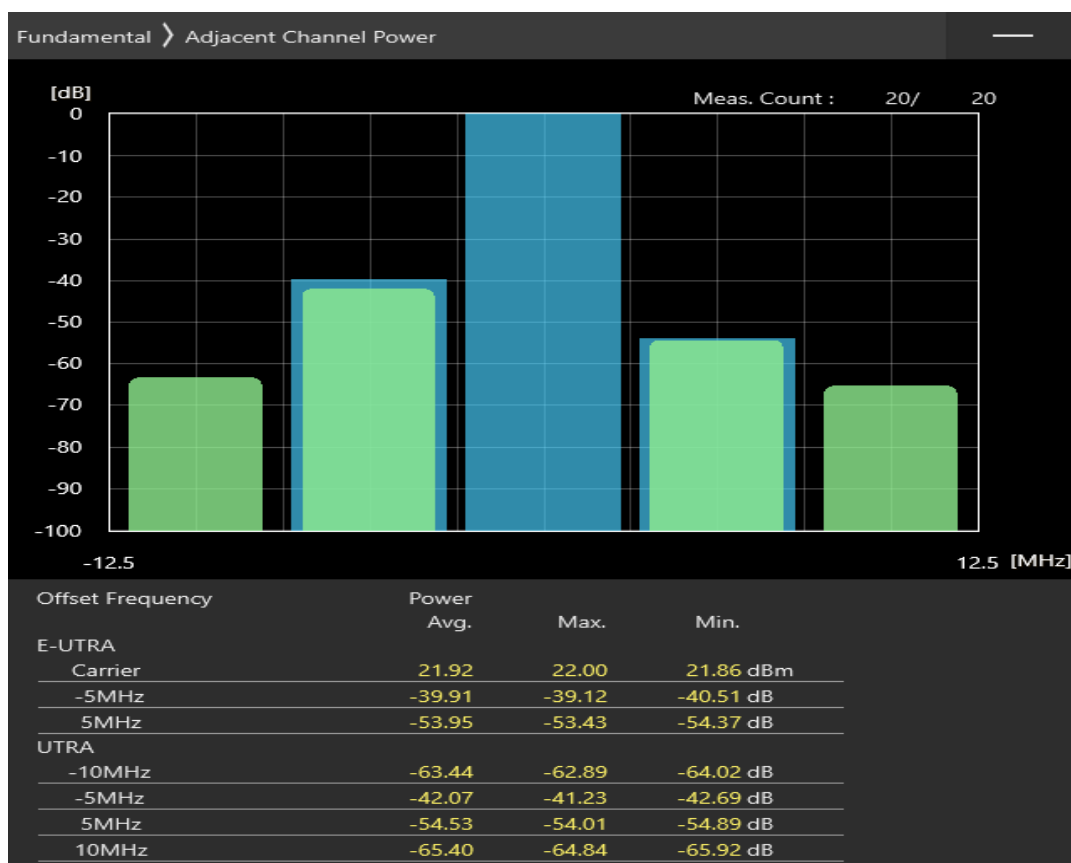 Fundamental ❯ Adjacent Channel Power
[dB]
Meas. Count : 20/ 20
0
-10
-20
-30
-40
-50
-60
-70
-80
-90
-100
-12.5 12.5 [MHz]
Offset Frequency Power
Avg. Max. Min.
E-UTRA
Carrier 21.92 22.00 21.86 dBm
-5MHz -39.91 -39.12 -40.51 dB
5MHz -53.95 -53.43 -54.37 dB
UTRA
-10MHz -63.44 -62.89 -64.02 dB
-5MHz -42.07 -41.23 -42.69 dB
5MHz -54.53 -54.01 -54.89 dB
10MHz -65.40 -64.84 -65.92 dB